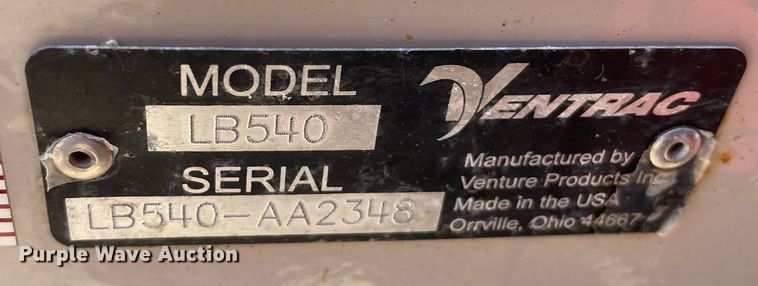 MODEL
LB540
SERIAL
LB540-AA2348
VENTRAC
Manufactured by
Venture Products Inc
Made in the USA
Orrville, Ohio 44667
Purple Wave Auction